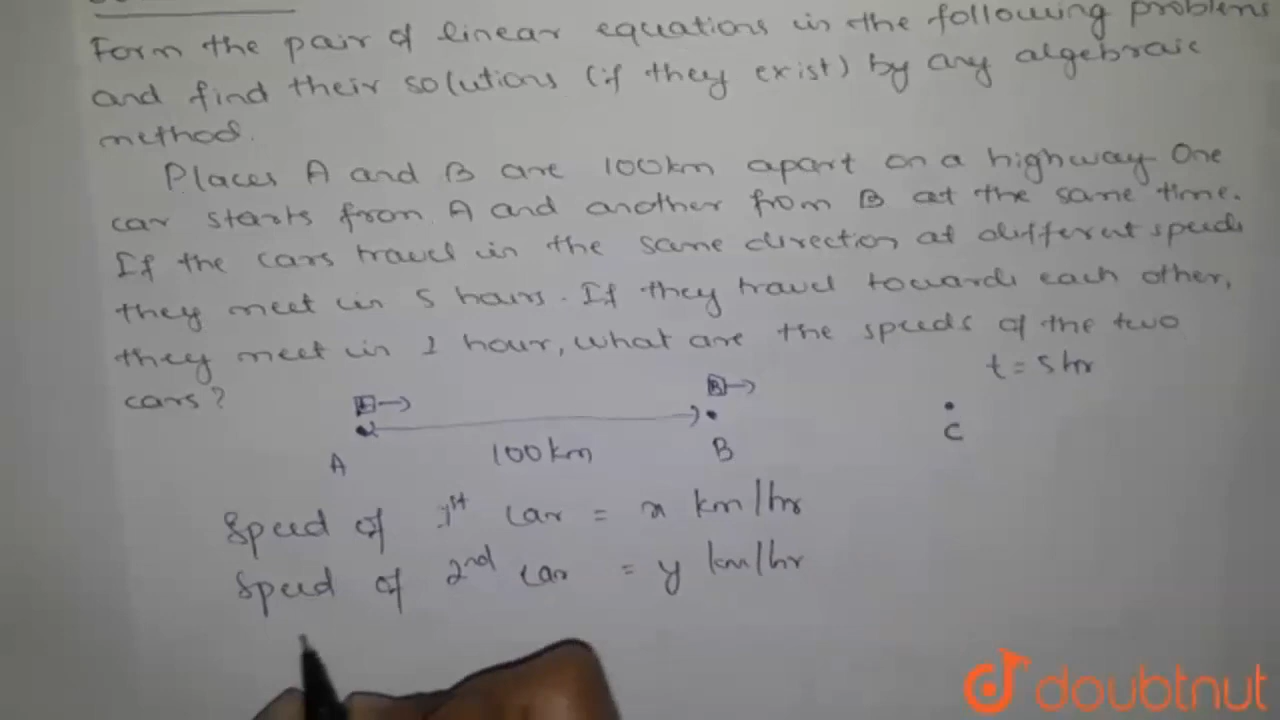 Form the pair of linear equations in the following problems
and find their solutions (if they exist) by any algebraic
method.
Places A and B are 100km apart on a highway One
car starts from A and another from B at the same time.
If the cars travel in the same direction at different speeds
they meet in 5 hours. If they travel towards each other,
they meet in 1 hour, what are the speeds of the two
cars?
t = 5 hr
B
A
100km
B
C
Speed of 1st car = x km/hr
Speed of 2nd car = y km/hr
doubtnut